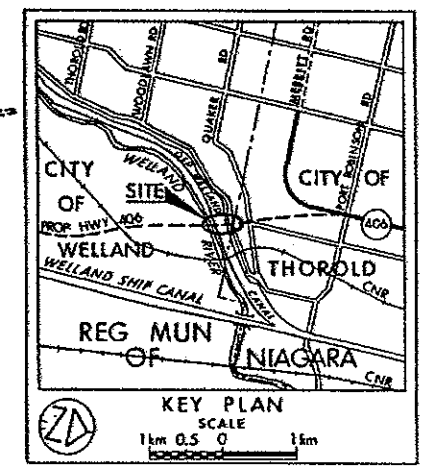 THOROLD RD
WOODLAWN RD
QUAKER RD
MERRITT RD
PORT ROBINSON RD
OLD WELLAND CANAL
WELLAND RIVER
CITY OF WELLAND
SITE
CITY OF THOROLD
406
PROP HWY 406
CNR
WELLAND SHIP CANAL
REG MUN OF NIAGARA
CNR
KEY PLAN
SCALE
1km 0.5 0 1km